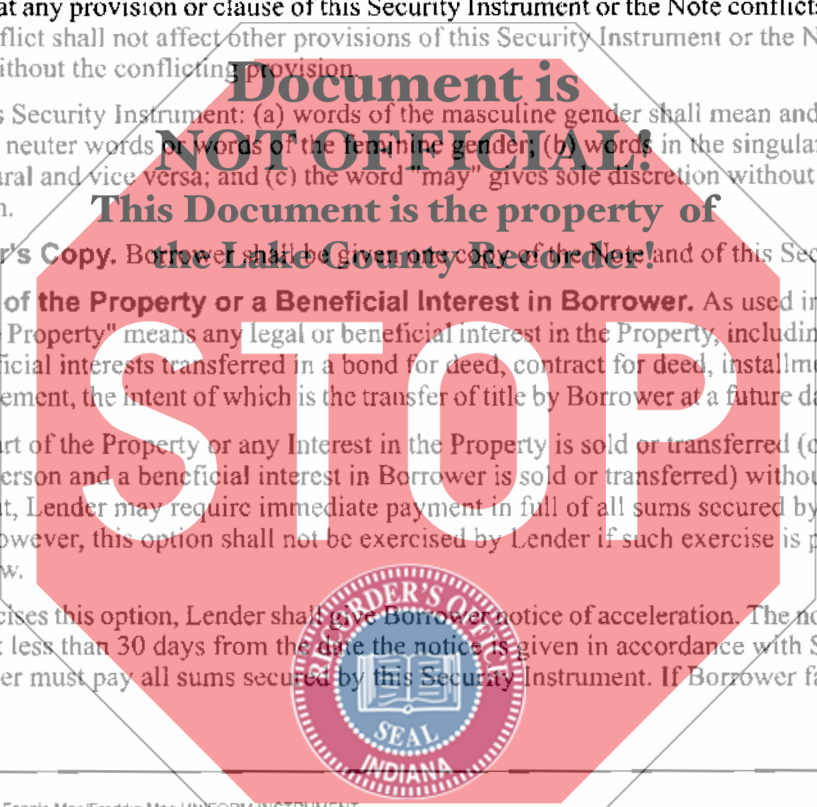 at any provision or clause of this Security Instrument or the Note conflicts
flict shall not affect other provisions of this Security Instrument or the N
ithout the conflicting provision.
Document is
s Security Instrument: (a) words of the masculine gender shall mean and
neuter words or words of the feminine gender; (b) words in the singular
NOT OFFICIAL!
ural and vice versa; and (c) the word "may" gives sole discretion without
n.
This Document is the property of
r's Copy. Borrower shall be given one copy of the Note and of this Sec
the Lake County Recorder!
of the Property or a Beneficial Interest in Borrower. As used in
Property" means any legal or beneficial interest in the Property, includin
ficial interests transferred in a bond for deed, contract for deed, installme
ement, the intent of which is the transfer of title by Borrower at a future da
STOP
rt of the Property or any Interest in the Property is sold or transferred (o
erson and a beneficial interest in Borrower is sold or transferred) withou
t, Lender may require immediate payment in full of all sums secured by
owever, this option shall not be exercised by Lender if such exercise is p
w.
cises this option, Lender shall give Borrower notice of acceleration. The no
t less than 30 days from the date the notice is given in accordance with S
er must pay all sums secured by this Security Instrument. If Borrower fa
RECORDER'S OFFICE
SEAL
INDIANA
Fannie Mae/Freddie Mac UNIFORM INSTRUMENT